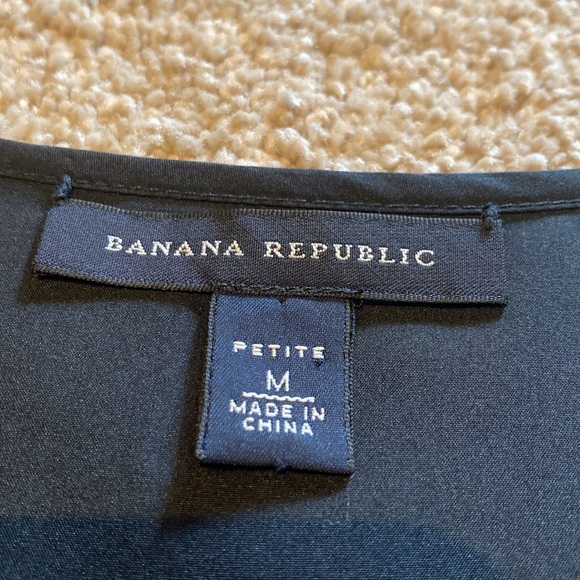 BANANA REPUBLIC
PETITE
M
MADE IN
CHINA